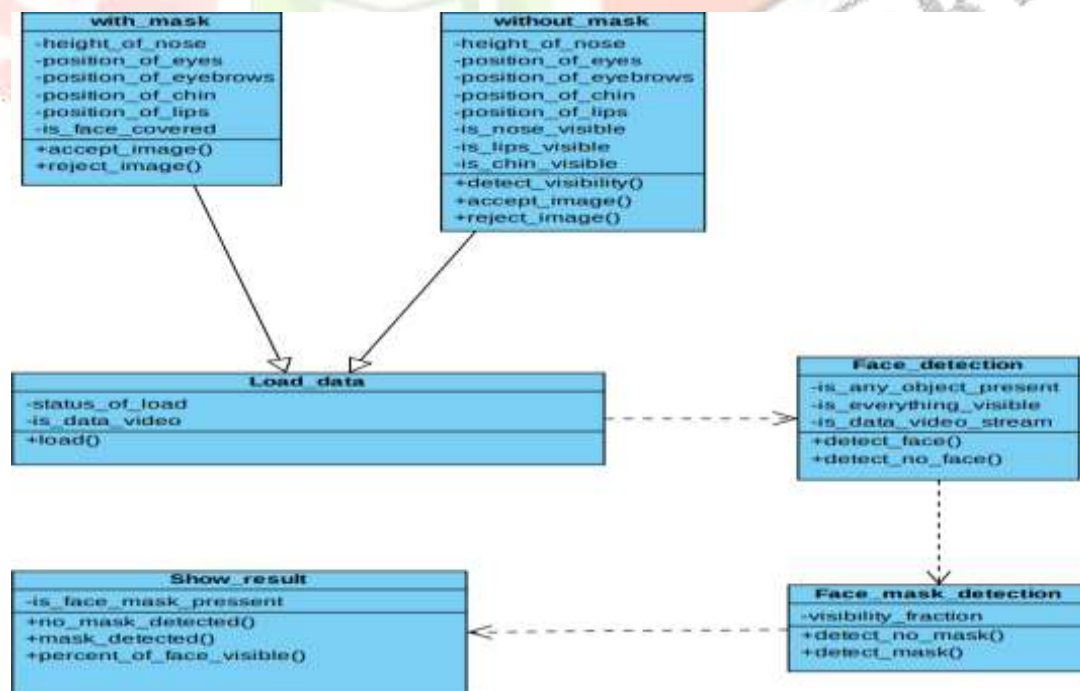 with_mask
-height_of_nose
-position_of_eyes
-position_of_eyebrows
-position_of_chin
-position_of_lips
-is_face_covered
+accept_image()
+reject_image()
without_mask
-height_of_nose
-position_of_eyes
-position_of_eyebrows
-position_of_chin
-position_of_lips
-is_nose_visible
-is_lips_visible
-is_chin_visible
+detect_visibility()
+accept_image()
+reject_image()
Load_data
-status_of_load
-is_data_video
+load()
Face_detection
-is_any_object_present
-is_everything_visible
-is_data_video_stream
+detect_face()
+detect_no_face()
Show_result
-is_face_mask_pressent
+no_mask_detected()
+mask_detected()
+percent_of_face_visible()
Face_mask_detection
-visibility_fraction
+detect_no_mask()
+detect_mask()